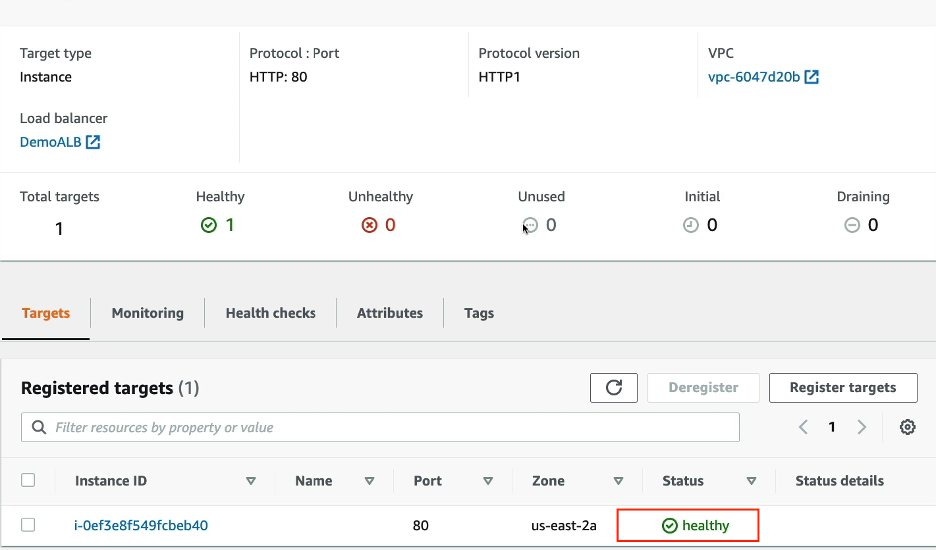 Target type Protocol : Port Protocol version VPC
Instance HTTP: 80 HTTP1 vpc-6047d20b
Load balancer
DemoALB
Total targets Healthy Unhealthy Unused Initial Draining
1 1 0 0 0 0
Targets Monitoring Health checks Attributes Tags
Registered targets (1) Deregister Register targets
Filter resources by property or value 1
Instance ID Name Port Zone Status Status details
i-0ef3e8f549fcbeb40 80 us-east-2a healthy